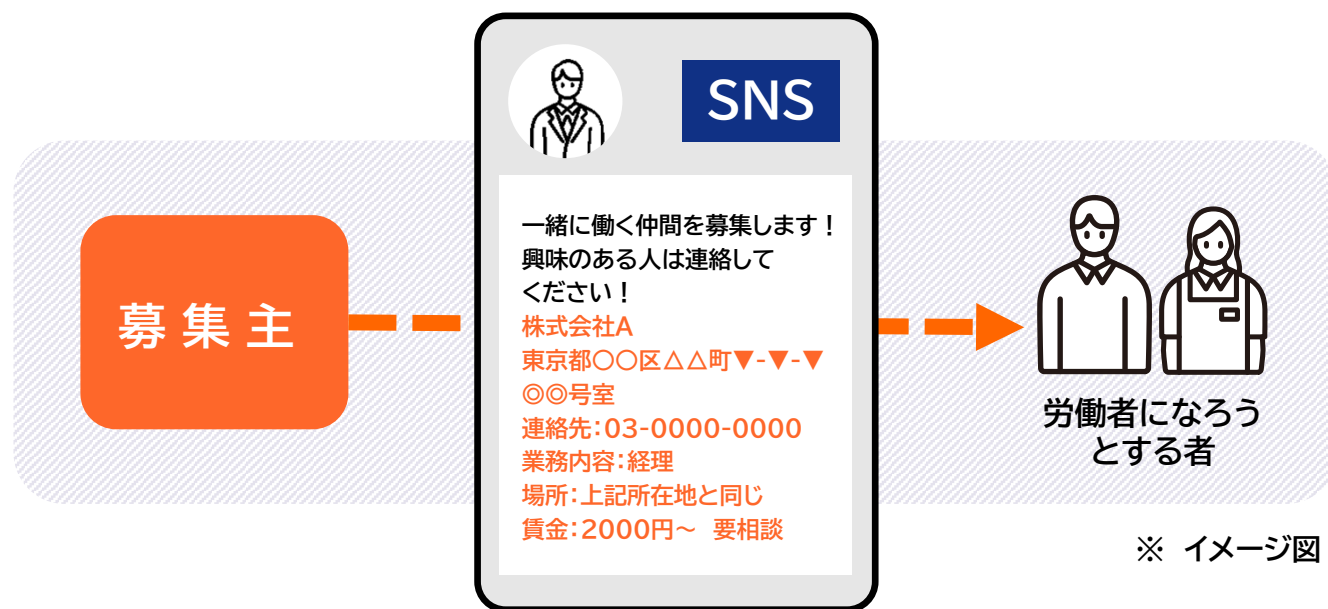 募集主
SNS
一緒に働く仲間を募集します！
興味のある人は連絡して
ください！
株式会社A
東京都〇〇区△△町▼-▼-▼
◎◎号室
連絡先：03-0000-0000
業務内容：経理
場所：上記所在地と同じ
賃金：2000円～　要相談
労働者になろう
とする者
※ イメージ図